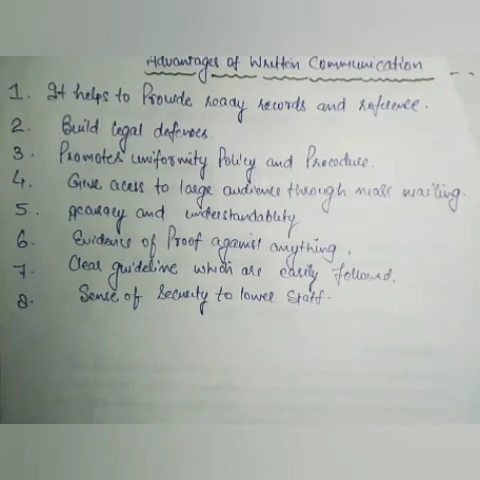 Advantages of Written Communication - -
1. It helps to Provide ready records and reference.
2. Build legal defences
3. Promotes uniformity Policy and Procedure.
4. Give acess to large audience through mass mailing.
5. Accuracy and understandability
6. Evidence of Proof against anything.
7. Clear guideline which are easily followed.
8. Sense of Security to lower Staff.